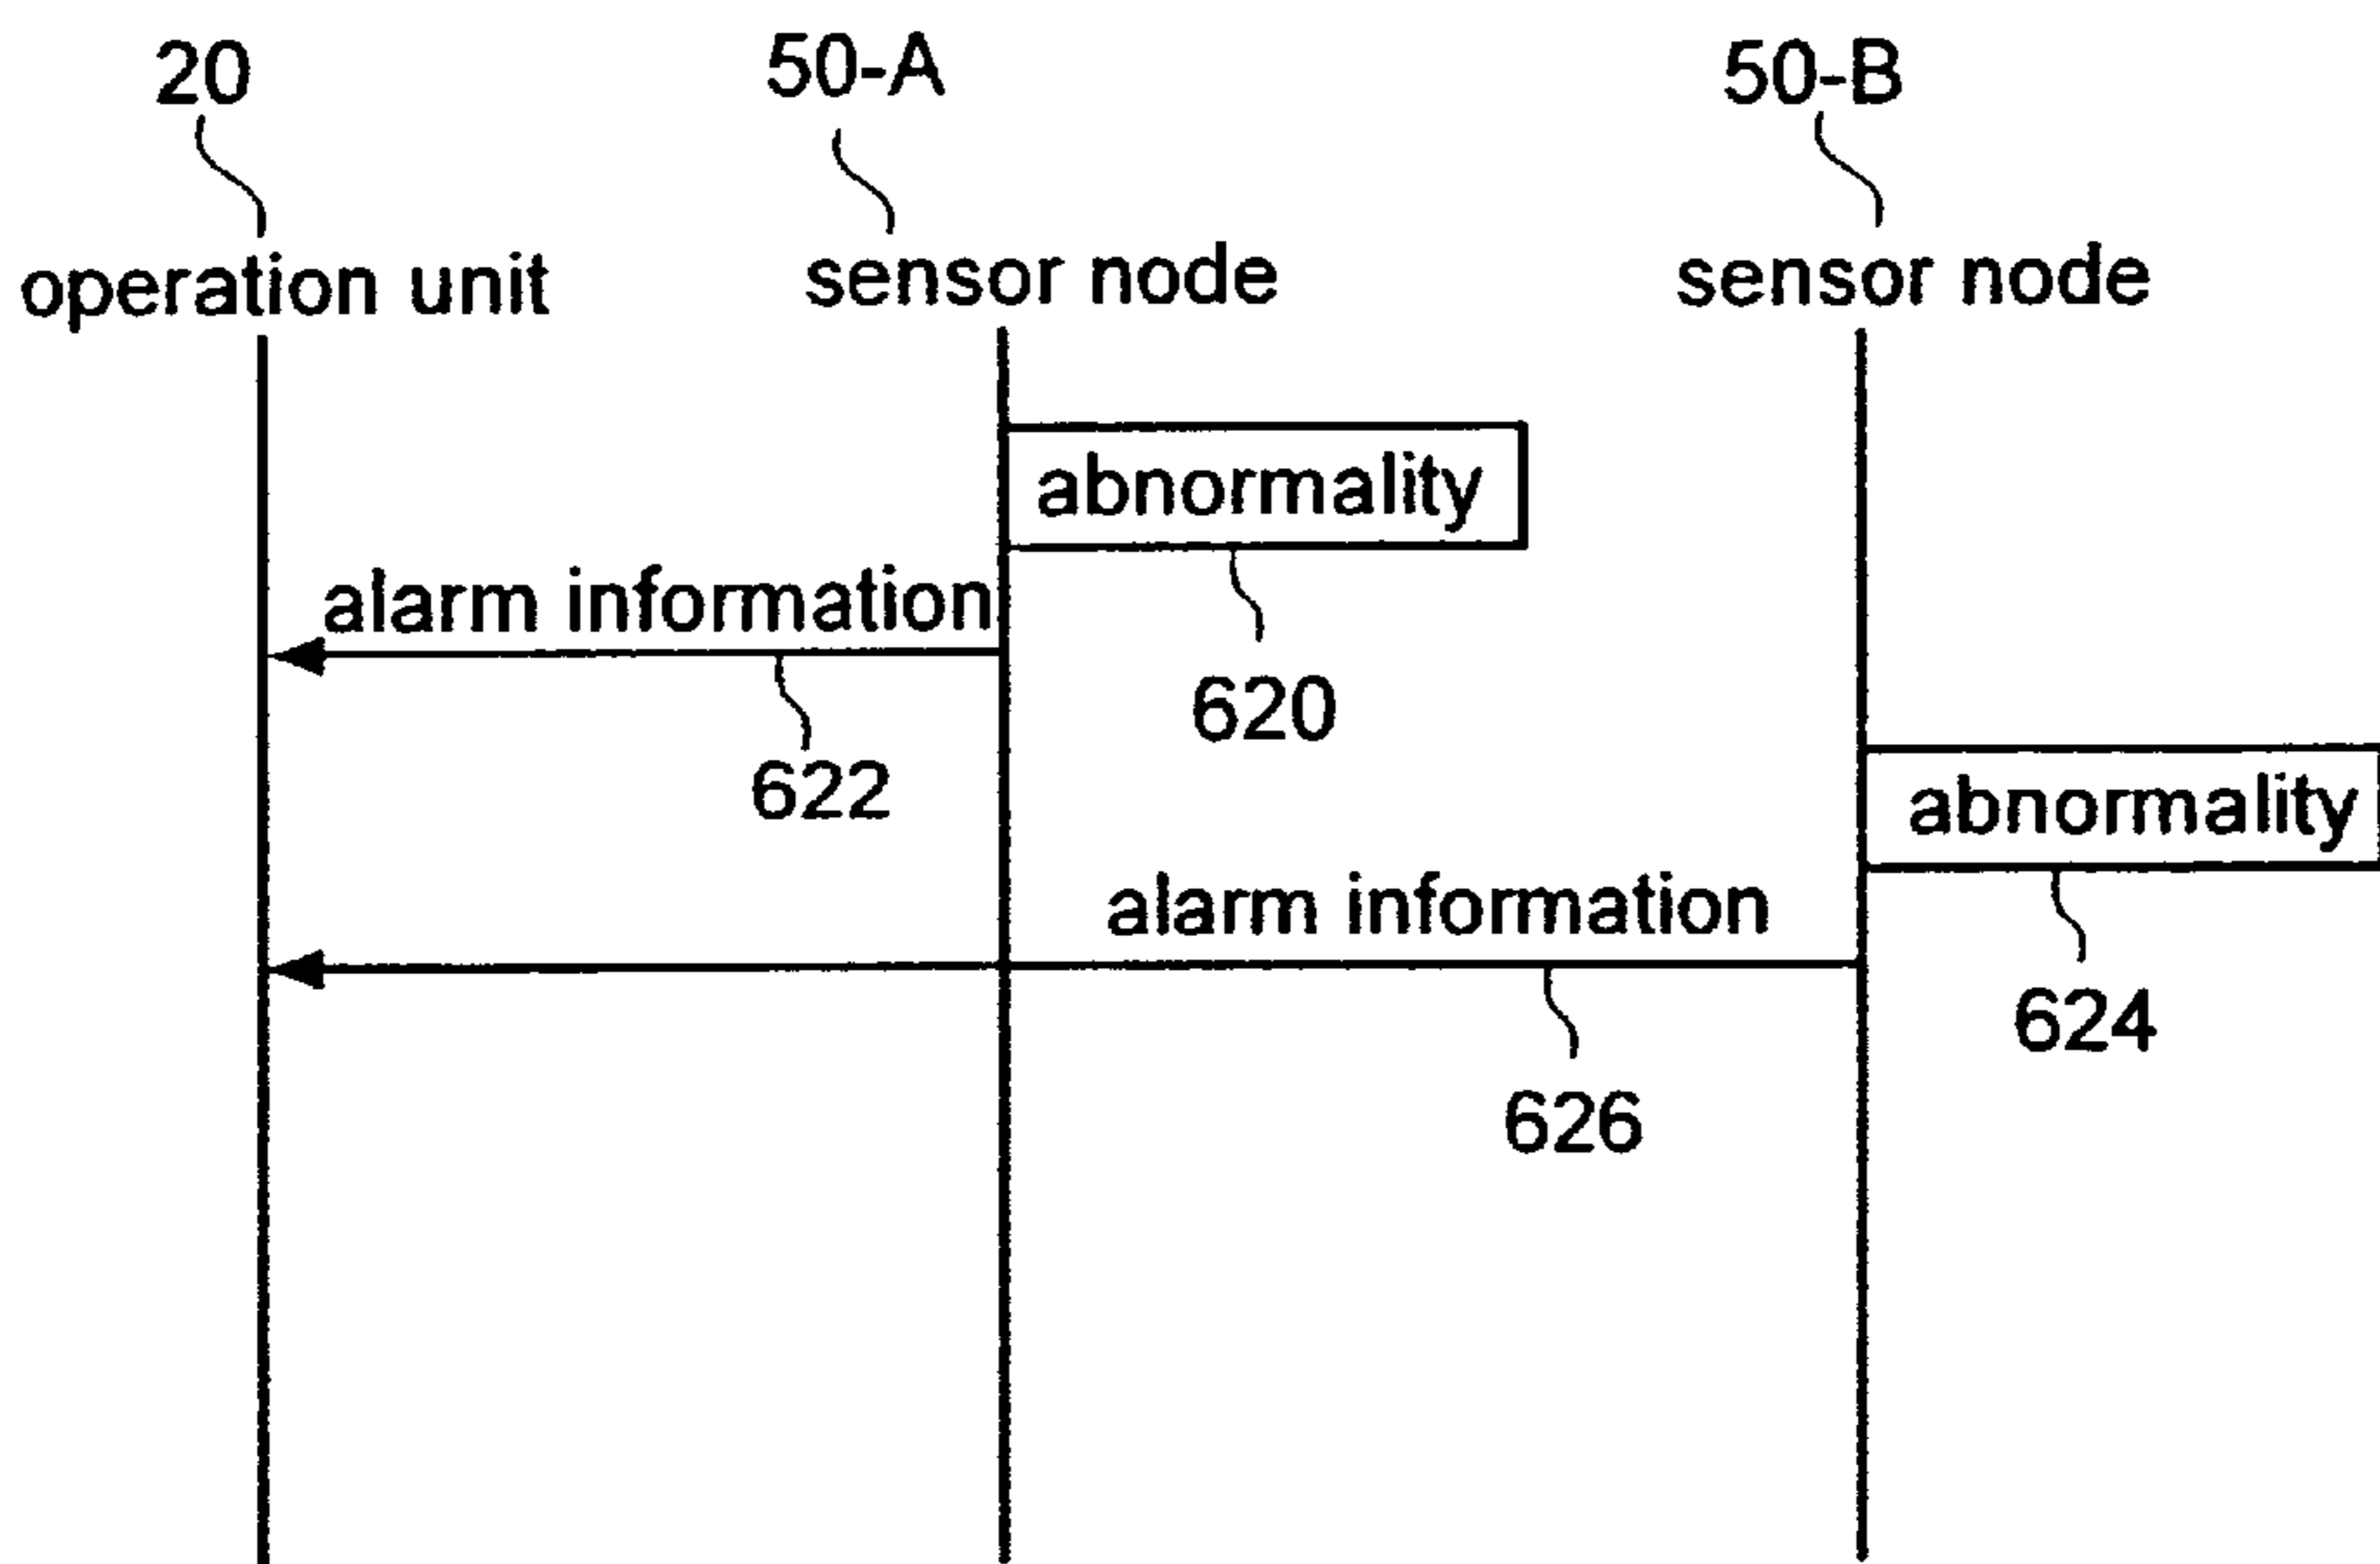 20
50-A
50-B
operation unit
sensor node
sensor node
abnormality
alarm information
620
622
abnormality
alarm information
624
626